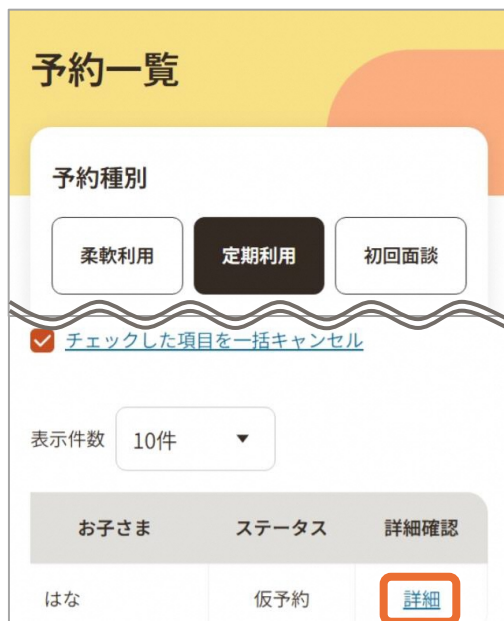 予約一覧
予約種別
柔軟利用 定期利用 初回面談
チェックした項目を一括キャンセル
表示件数 10件
お子さま ステータス 詳細確認
はな 仮予約 詳細